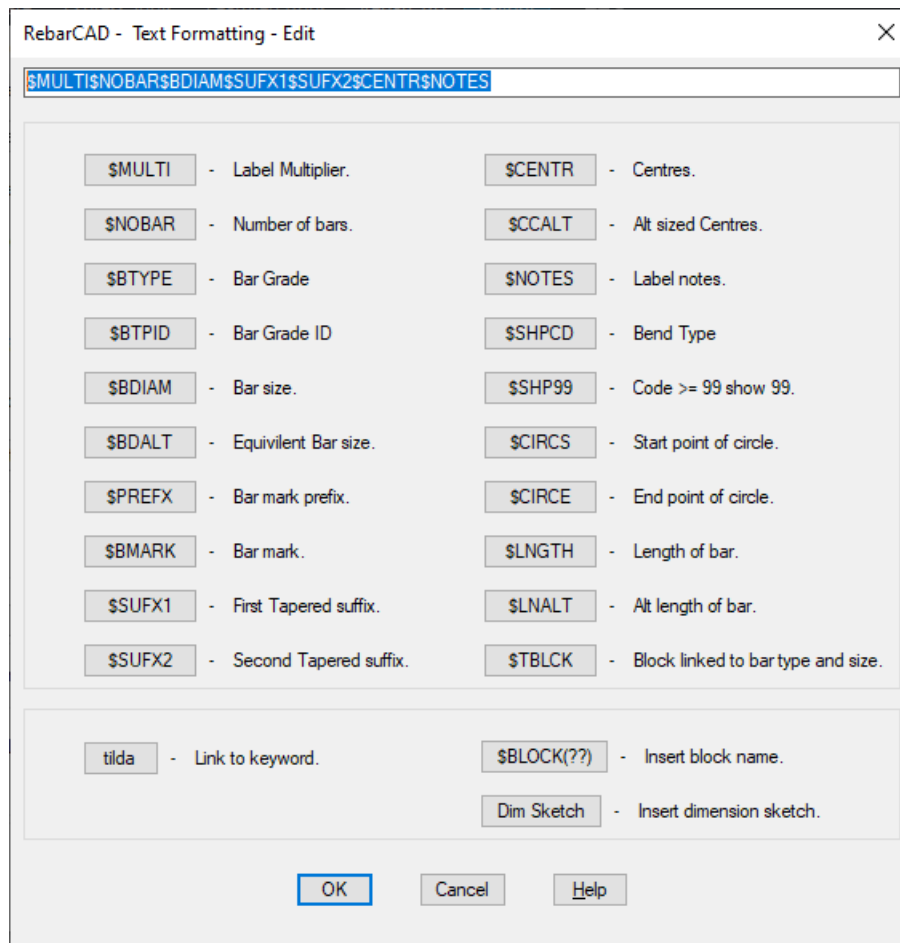 RebarCAD - Text Formatting - Edit
$MULTI$NOBAR$BDIAM$SUFX1$SUFX2$CENTR$NOTES
$MULTI - Label Multiplier.
$CENTR - Centres.
$NOBAR - Number of bars.
$CCALT - Alt sized Centres.
$BTYPE - Bar Grade
$NOTES - Label notes.
$BTPID - Bar Grade ID
$SHPCD - Bend Type
$BDIAM - Bar size.
$SHP99 - Code >= 99 show 99.
$BDALT - Equivilent Bar size.
$CIRCS - Start point of circle.
$PREFX - Bar mark prefix.
$CIRCE - End point of circle.
$BMARK - Bar mark.
$LNGTH - Length of bar.
$SUFX1 - First Tapered suffix.
$LNALT - Alt length of bar.
$SUFX2 - Second Tapered suffix.
$TBLCK - Block linked to bar type and size.
tilda - Link to keyword.
$BLOCK(??) - Insert block name.
Dim Sketch - Insert dimension sketch.
OK
Cancel
Help